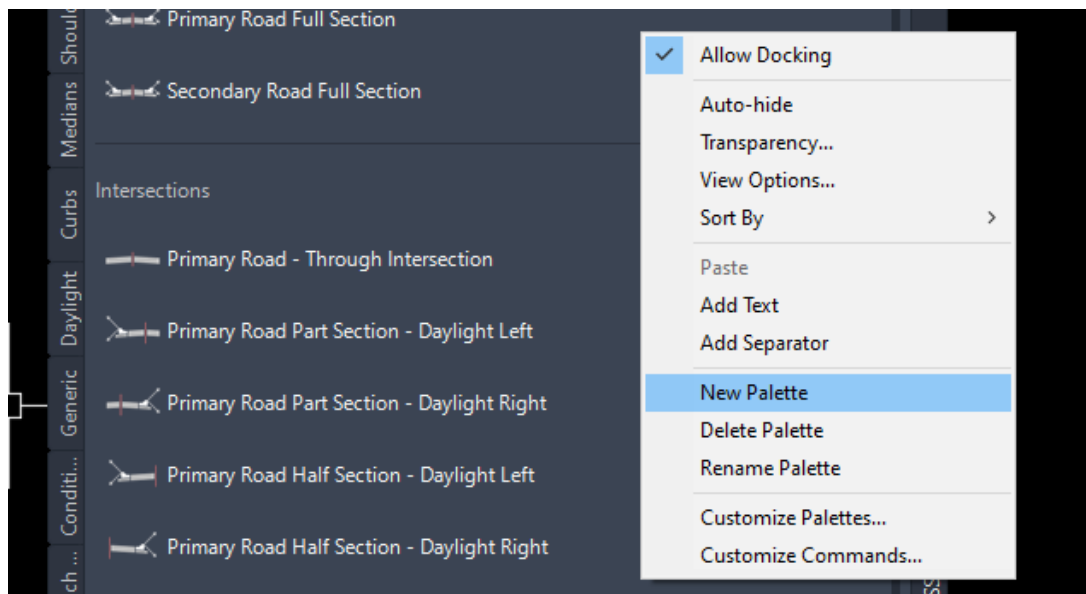 Shoul
Medians
Curbs
Daylight
Generic
Conditi...
ch ...
Primary Road Full Section
Secondary Road Full Section
Intersections
Primary Road - Through Intersection
Primary Road Part Section - Daylight Left
Primary Road Part Section - Daylight Right
Primary Road Half Section - Daylight Left
Primary Road Half Section - Daylight Right
Allow Docking
Auto-hide
Transparency...
View Options...
Sort By
Paste
Add Text
Add Separator
New Palette
Delete Palette
Rename Palette
Customize Palettes...
Customize Commands...